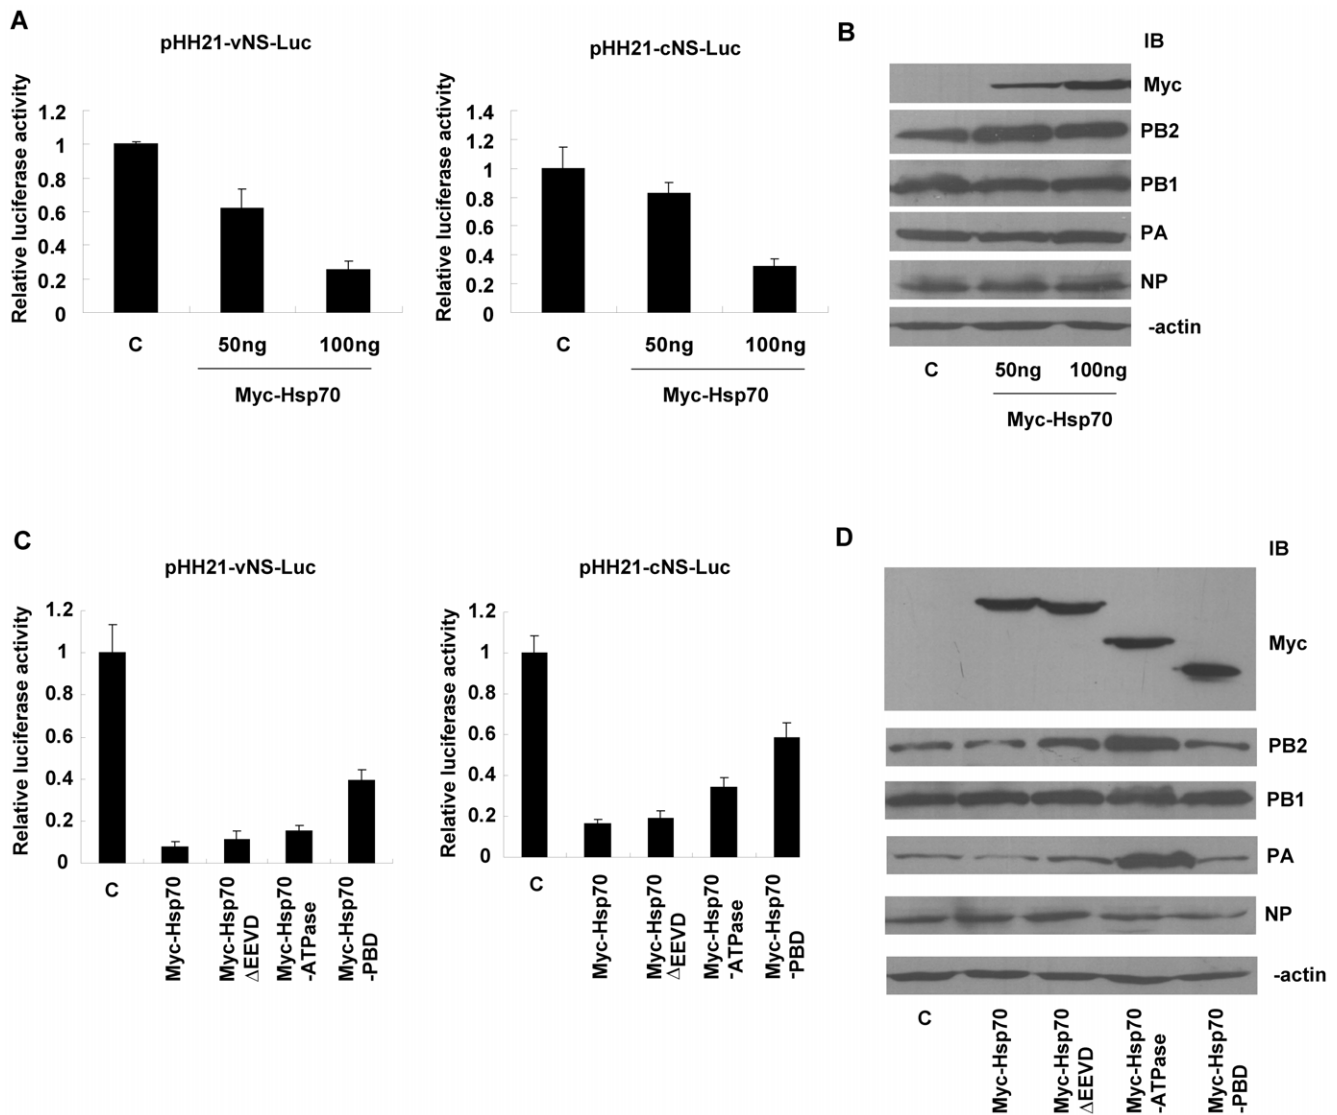 A
pHH21-vNS-Luc
Relative luciferase activity
1.2
1
0.8
0.6
0.4
0.2
0
C
50ng
100ng
Myc-Hsp70
pHH21-cNS-Luc
Relative luciferase activity
1.4
1.2
1
0.8
0.6
0.4
0.2
0
C
50ng
100ng
Myc-Hsp70
B
IB
Myc
PB2
PB1
PA
NP
-actin
C
50ng
100ng
Myc-Hsp70
C
pHH21-vNS-Luc
Relative luciferase activity
1.2
1
0.8
0.6
0.4
0.2
0
C
Myc-Hsp70
Myc-Hsp70
ΔEEVD
Myc-Hsp70
-ATPase
Myc-Hsp70
-PBD
pHH21-cNS-Luc
Relative luciferase activity
1.2
1
0.8
0.6
0.4
0.2
0
C
Myc-Hsp70
Myc-Hsp70
ΔEEVD
Myc-Hsp70
-ATPase
Myc-Hsp70
-PBD
D
IB
Myc
PB2
PB1
PA
NP
-actin
C
Myc-Hsp70
Myc-Hsp70
ΔEEVD
Myc-Hsp70
-ATPase
Myc-Hsp70
-PBD